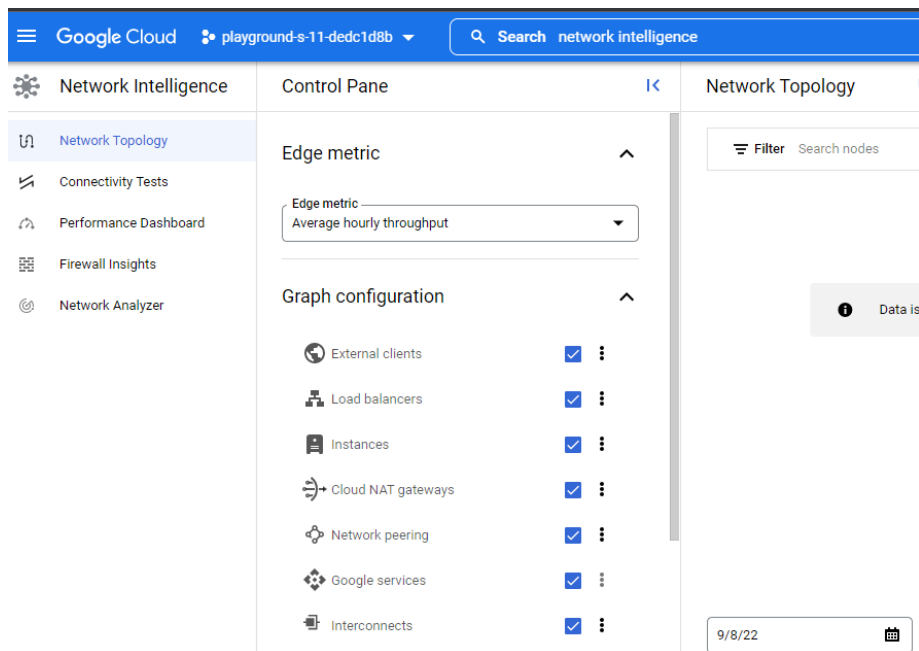 Google Cloud playground-s-11-dedc1d8b Search network intelligence
Network Intelligence
Network Topology
Connectivity Tests
Performance Dashboard
Firewall Insights
Network Analyzer
Control Pane
Edge metric
Edge metric
Average hourly throughput
Graph configuration
External clients
Load balancers
Instances
Cloud NAT gateways
Network peering
Google services
Interconnects
Network Topology
Filter Search nodes
Data is
9/8/22